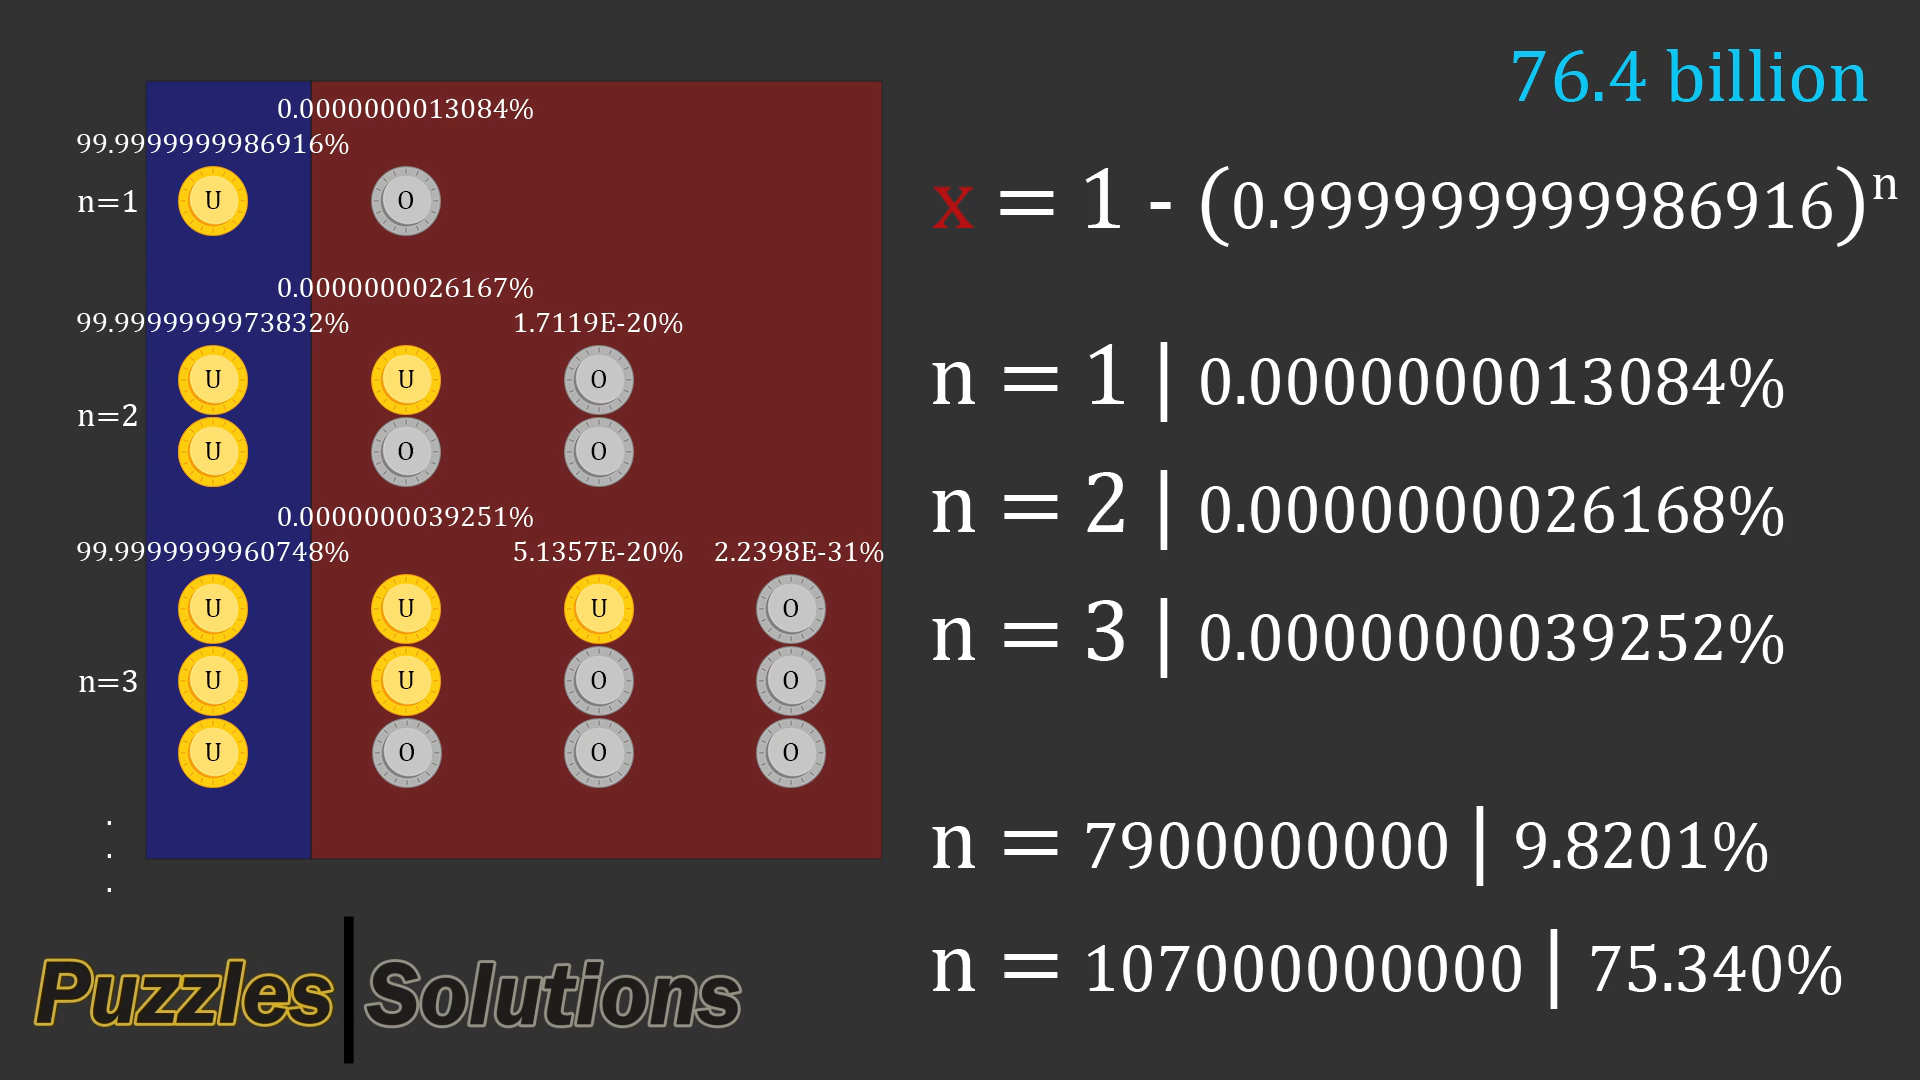 76.4 billion
0.0000000013084%
99.9999999986916%
n=1 U O
x = 1 - (0.999999999986916)ⁿ
0.0000000026167%
99.9999999973832% 1.7119E-20%
U U O
n=2
U O O
n = 1 | 0.0000000013084%
n = 2 | 0.0000000026168%
n = 3 | 0.0000000039252%
0.0000000039251%
99.9999999960748% 5.1357E-20% 2.2398E-31%
U U U O
n=3 U U O O
U O O O
.
.
.
n = 7900000000 | 9.8201%
n = 107000000000 | 75.340%
Puzzles | Solutions